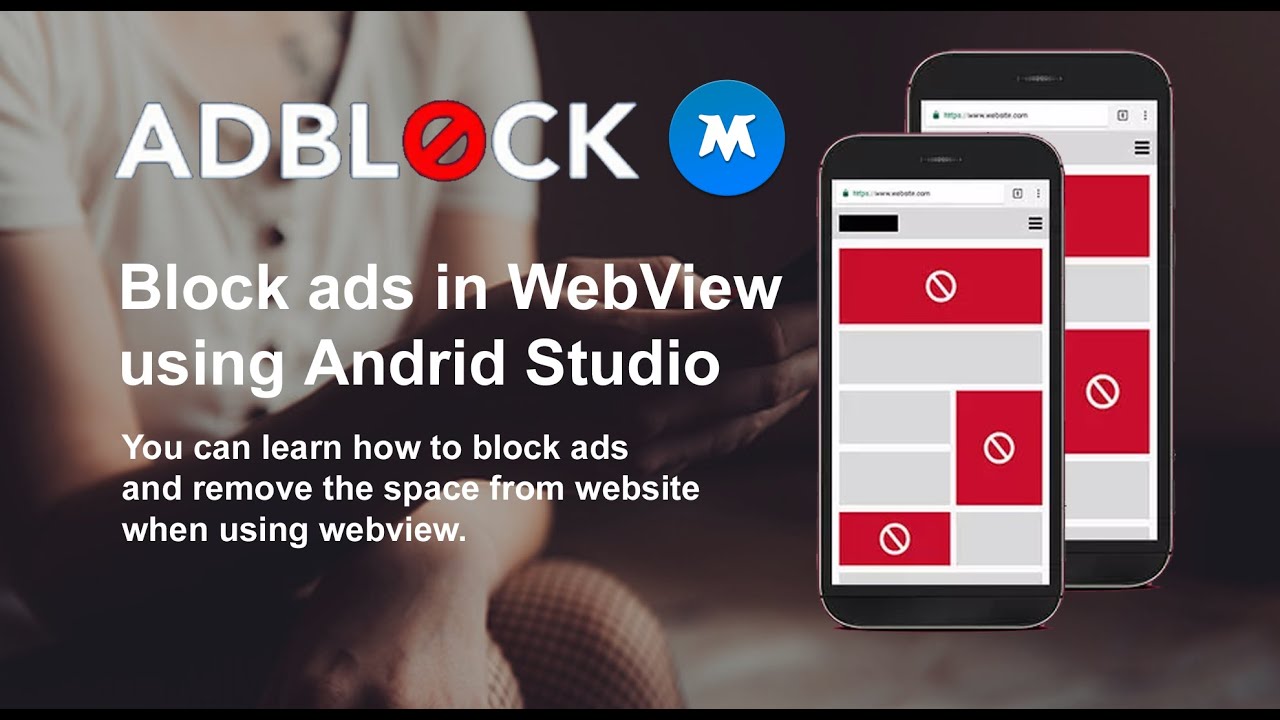 ADBLOCK
M
Block ads in WebView
using Andrid Studio
You can learn how to block ads
and remove the space from website
when using webview.
https://www.website.com
https://www.website.com